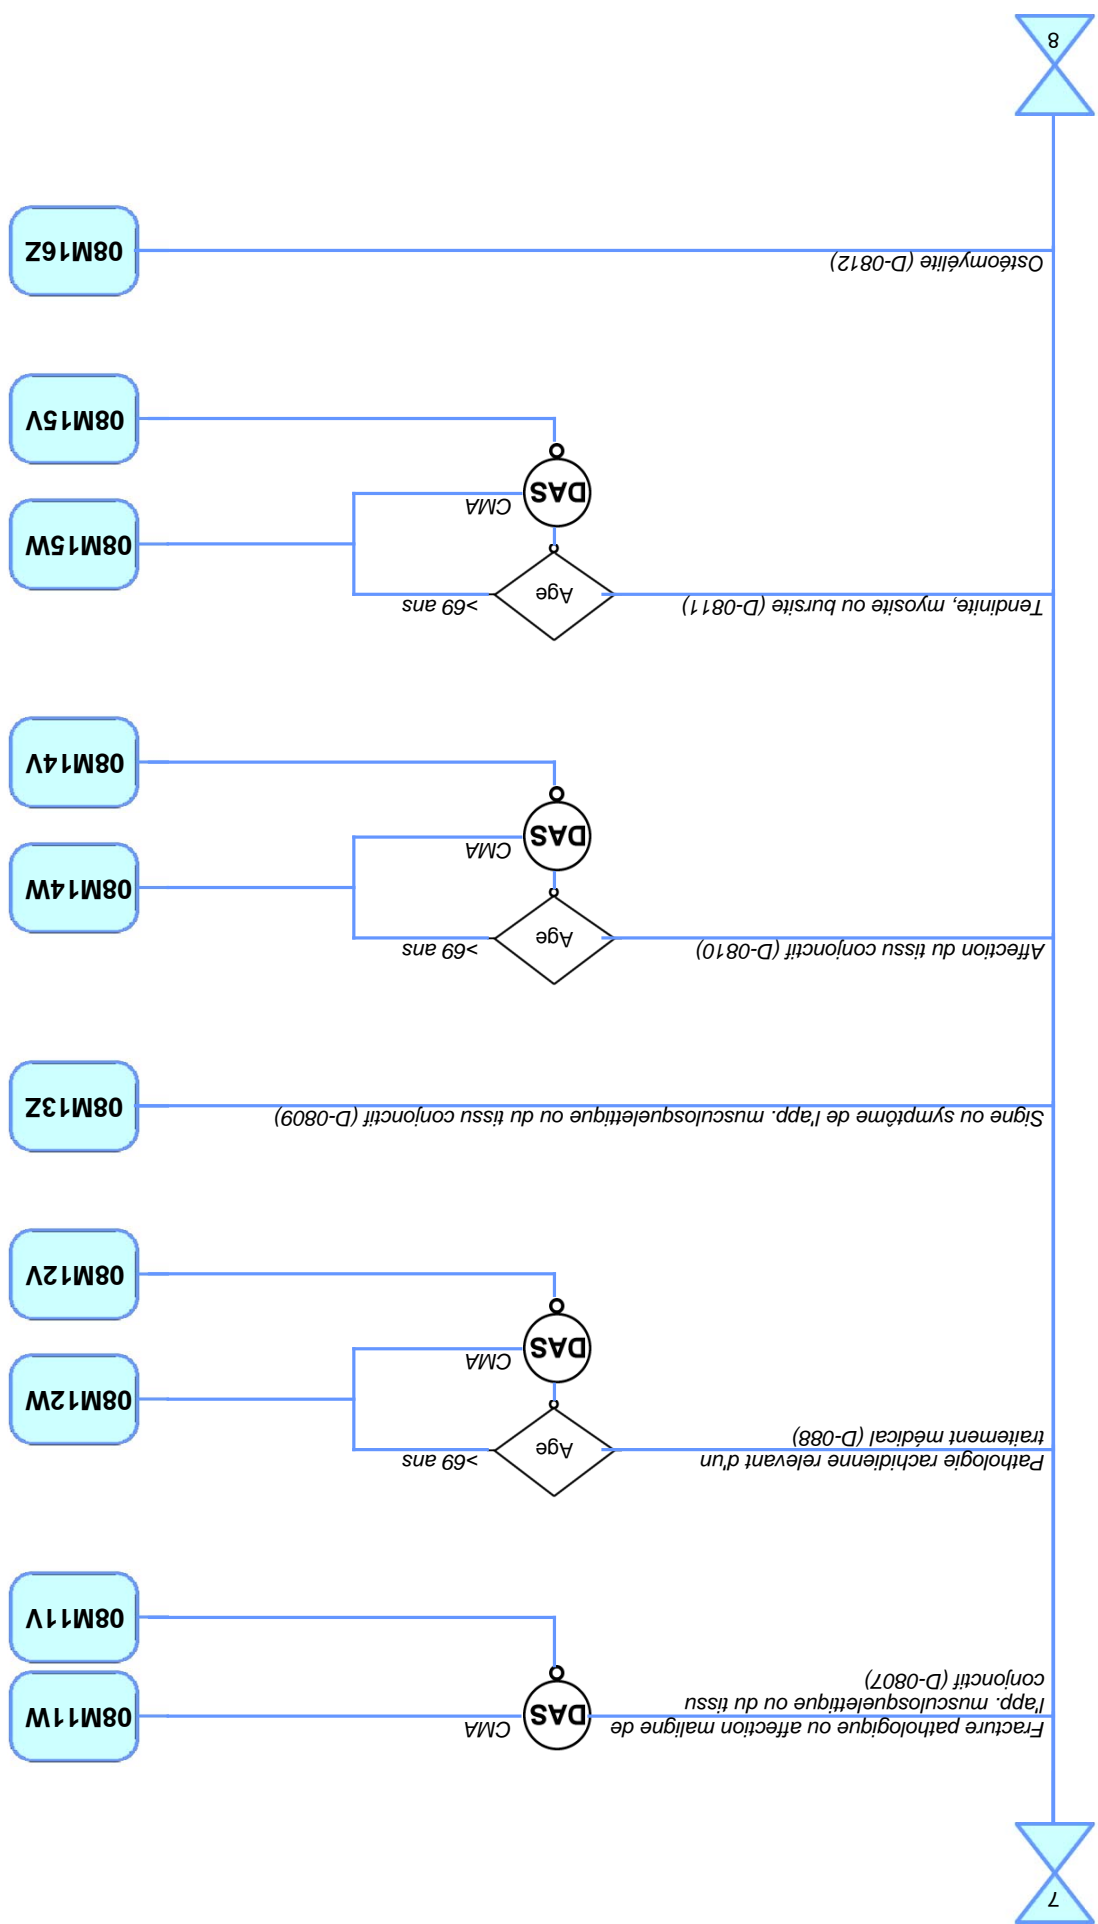 7
Fracture pathologique ou affection maligne de
l'app. musculosquelettique ou du tissu
conjonctif (D-0807)
DAS
CMA
08M11W
08M11V
Pathologie rachidienne relevant d'un
traitement médical (D-088)
Age
>69 ans
DAS
CMA
08M12W
08M12V
Signe ou symptôme de l'app. musculosquelettique ou du tissu conjonctif (D-0809)
08M13Z
Affection du tissu conjonctif (D-0810)
Age
>69 ans
DAS
CMA
08M14W
08M14V
Tendinite, myosite ou bursite (D-0811)
Age
>69 ans
DAS
CMA
08M15W
08M15V
Ostéomyélite (D-0812)
08M16Z
8